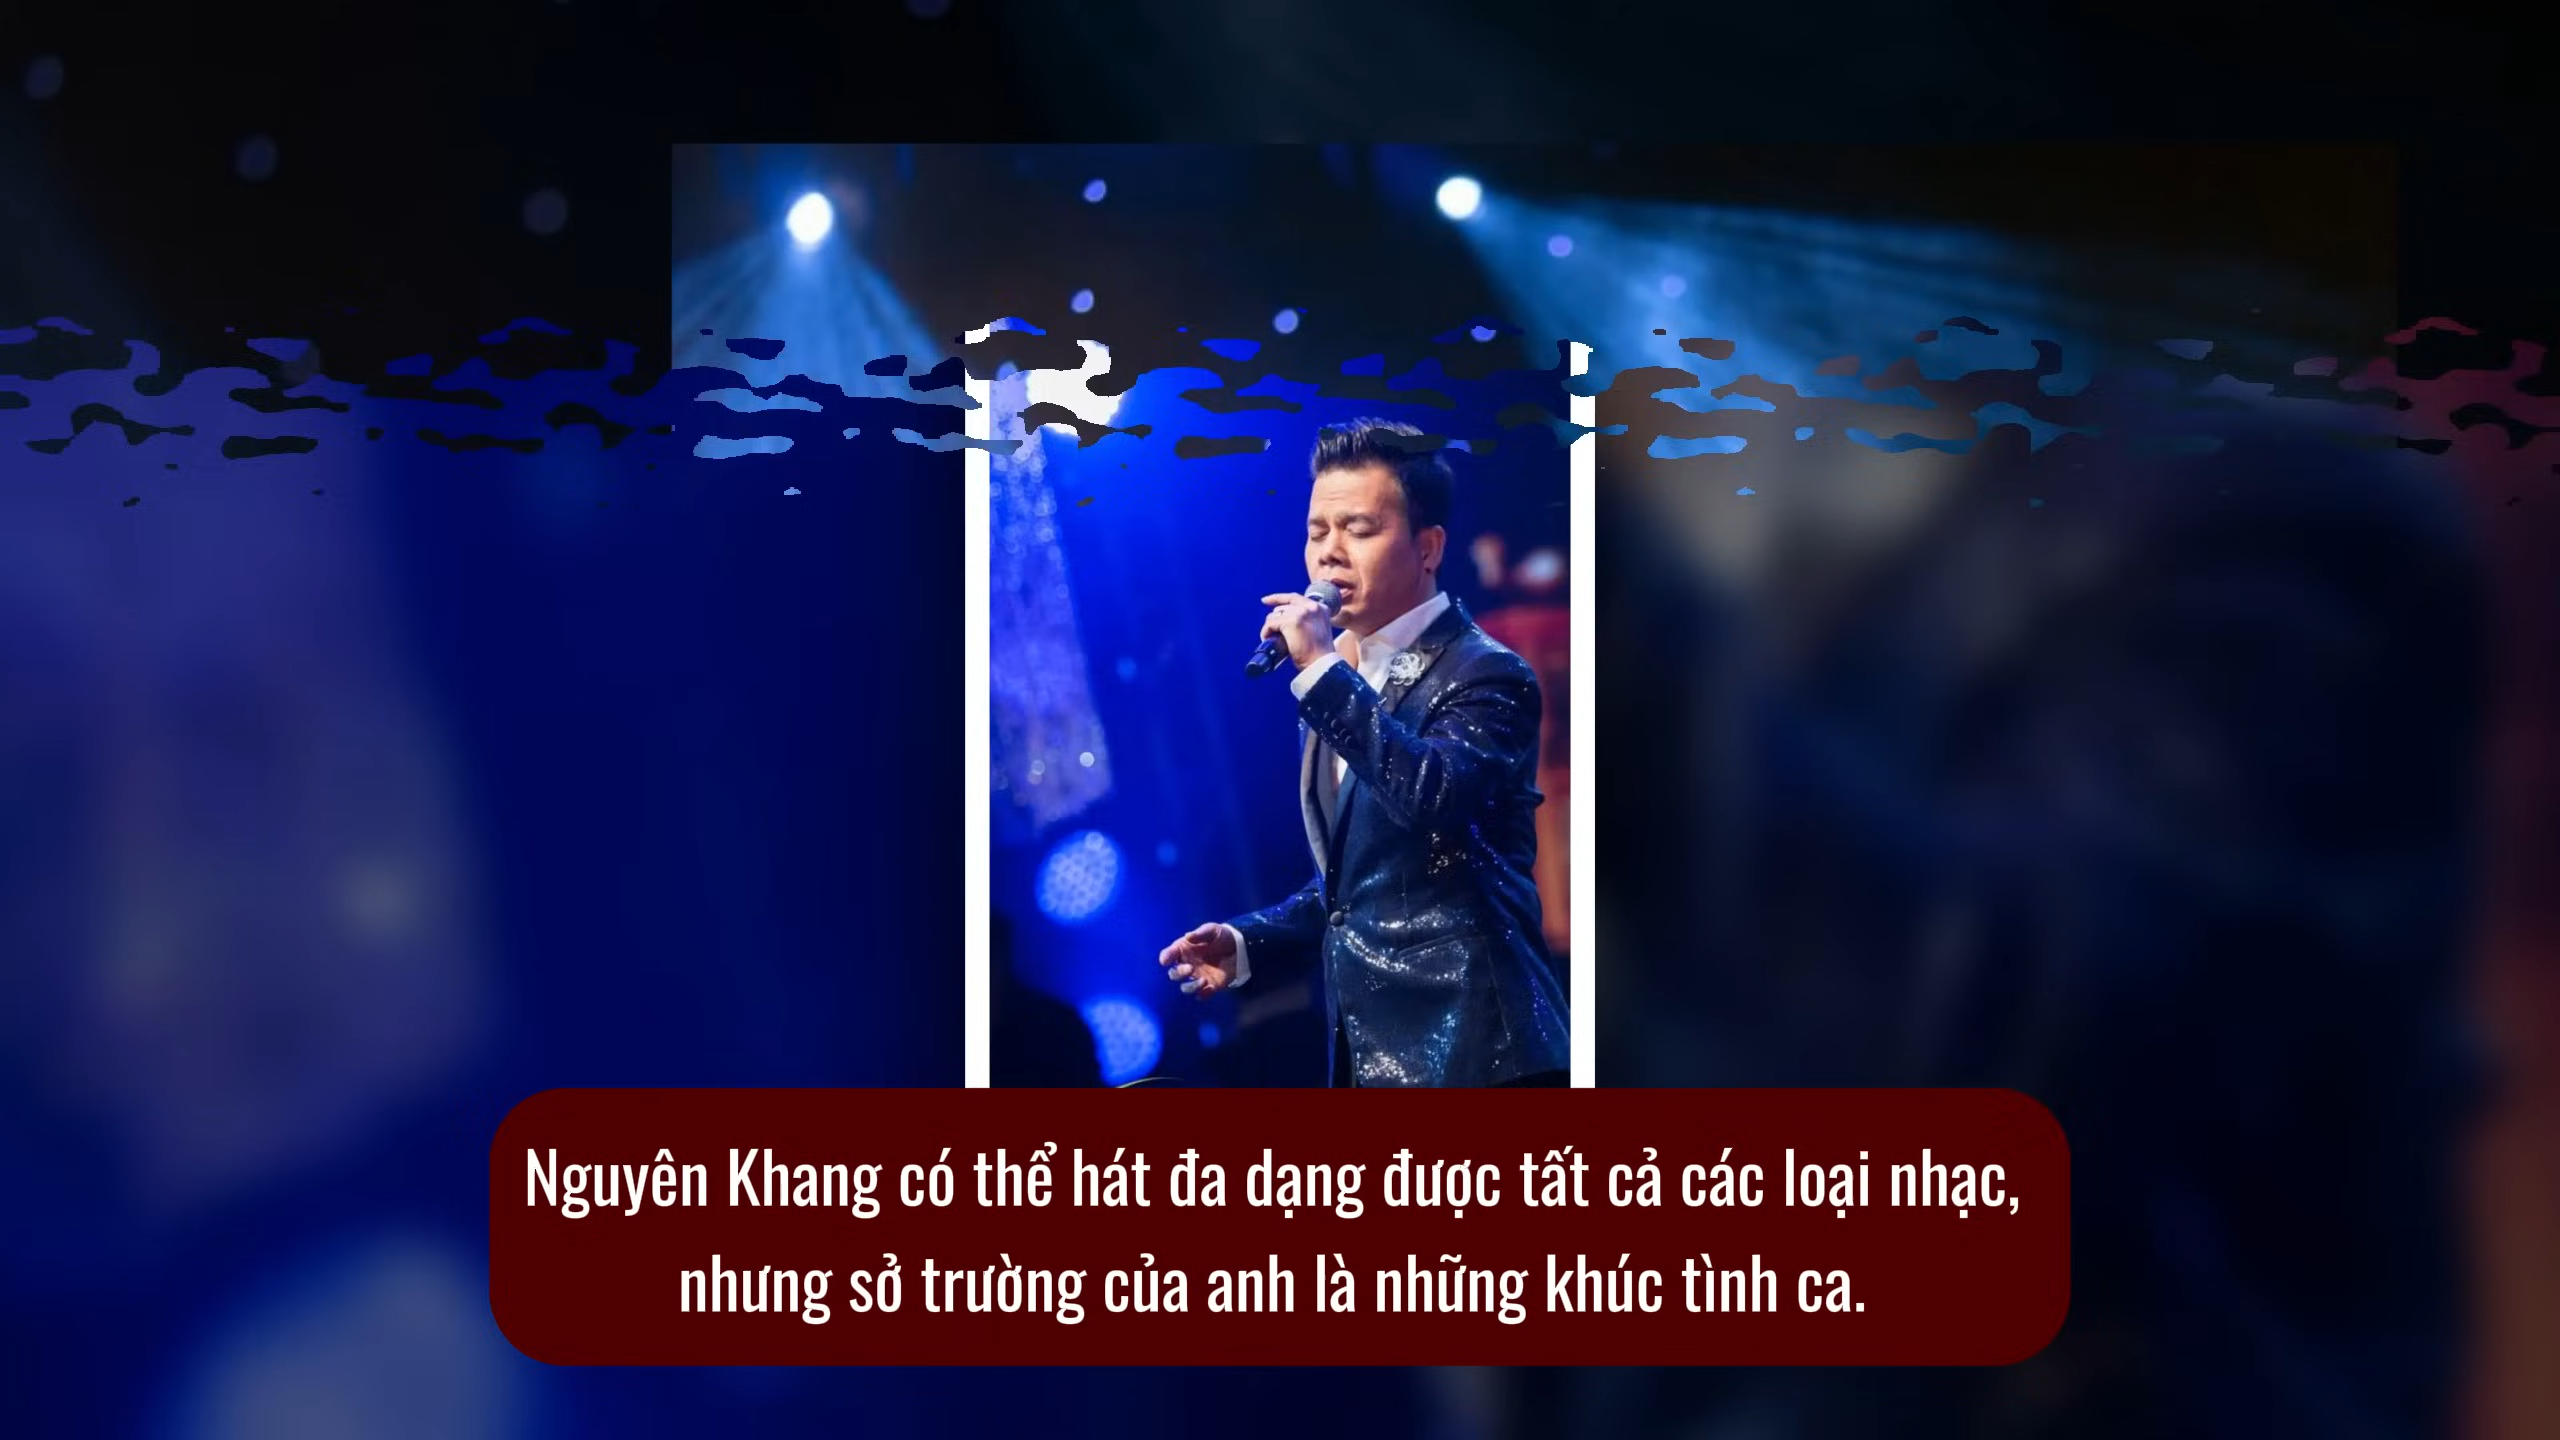 Nguyên Khang có thể hát đa dạng được tất cả các loại nhạc,
nhưng sở trường của anh là những khúc tình ca.